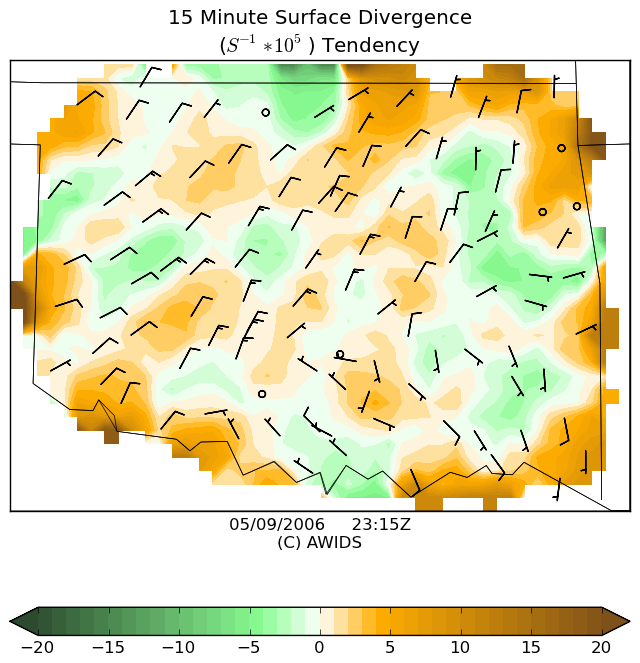 15 Minute Surface Divergence
($S^{-1} * 10^5$ ) Tendency
05/09/2006 23:15Z
(C) AWIDS
−20 −15 −10 −5 0 5 10 15 20